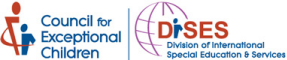 Council for
Exceptional
Children
DISES
Division of International
Special Education & Services